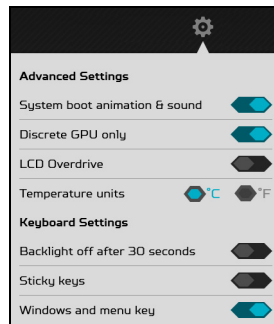 Advanced Settings
System boot animation & sound
Discrete GPU only
LCD Overdrive
Temperature units °C °F
Keyboard Settings
Backlight off after 30 seconds
Sticky keys
Windows and menu key